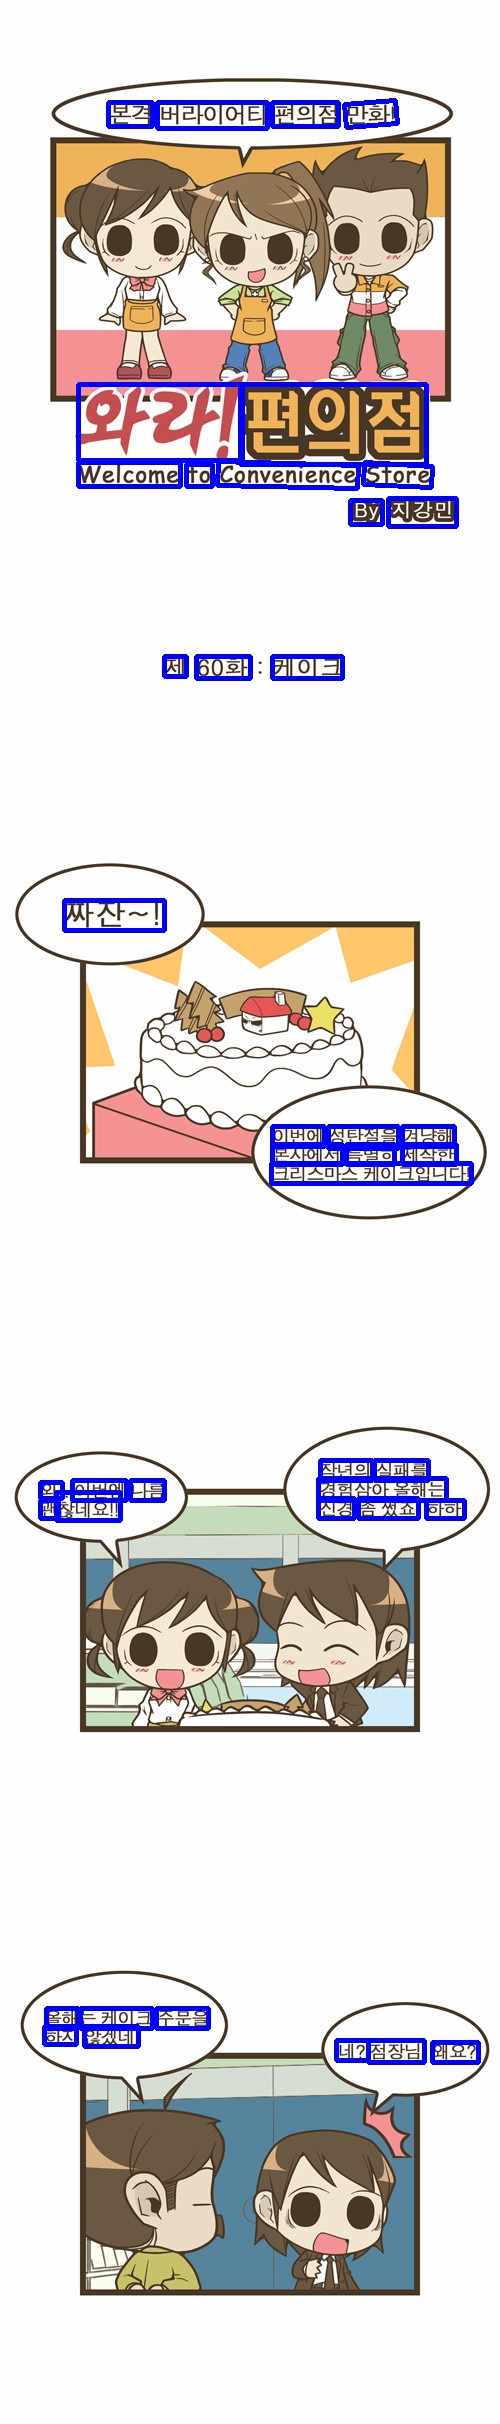 본격 버라이어티 편의점 만화!
와라! 편의점
Welcome to Convenience Store
By 지강민
제 60화 : 케이크
짜잔~!
이번에 성탄절을 겨냥해
본사에서 특별히 제작한
크리스마스 케이크입니다!
작년의 실패를
경험삼아 올해는
신경 좀 썼죠 하하
와! 이번엔 다들
괜찮네요!!
올해는 케이크 주문을
하지 않겠네
네? 점장님 왜요?